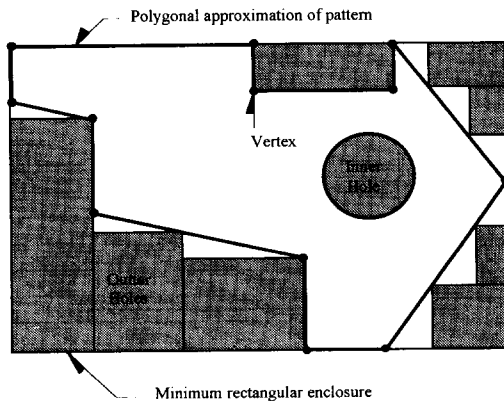 Polygonal approximation of pattern
Vertex
Inner
Hole
Outer
Holes
Minimum rectangular enclosure